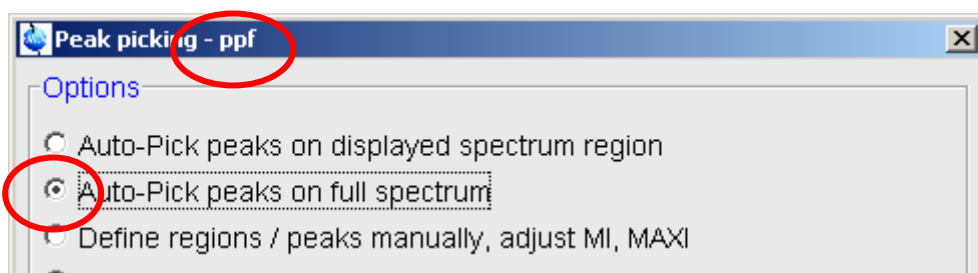 Peak picking - ppf
Options
Auto-Pick peaks on displayed spectrum region
Auto-Pick peaks on full spectrum
Define regions / peaks manually, adjust MI, MAXI